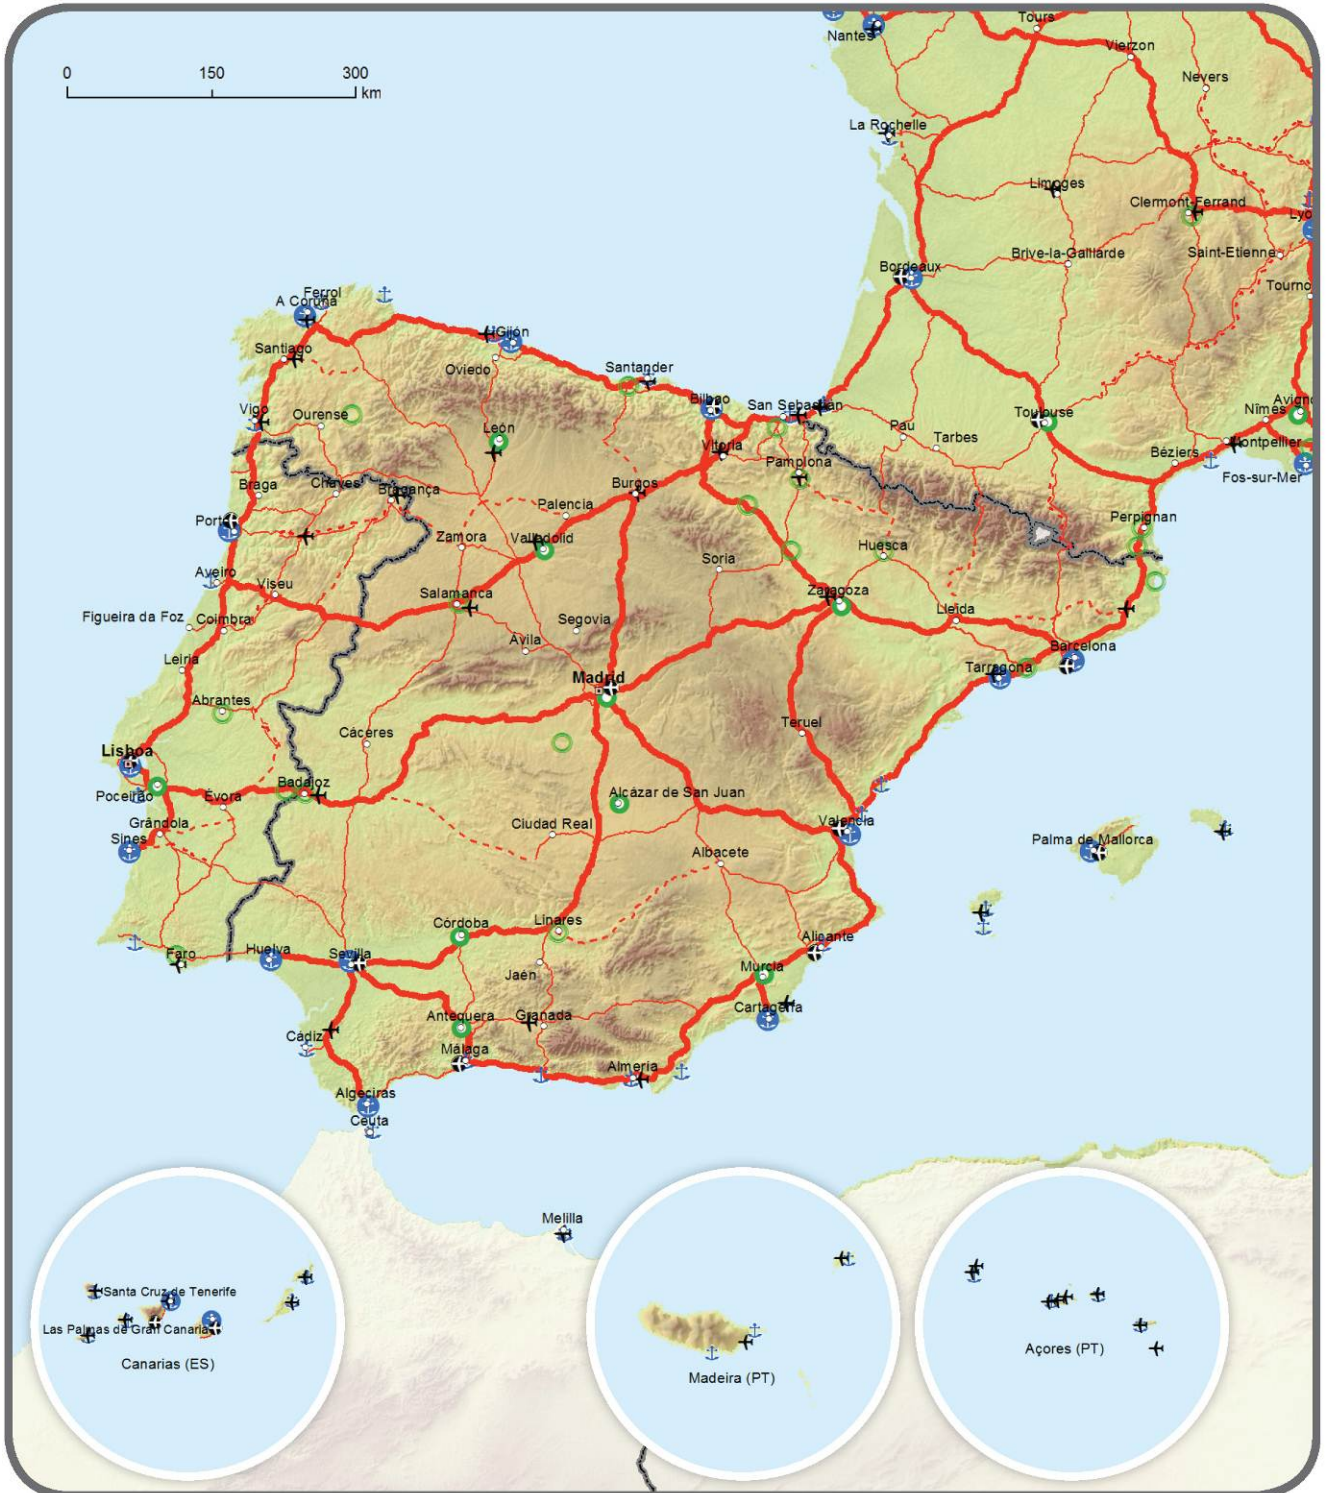 Tours
Nantes
Vierzon
0 150 300
km
Nevers
La Rochelle
Limoges
Clermont-Ferrand
Lyo
Brive-la-Gaillarde
Saint-Etienne
Bordeaux
Tourno
Ferrol
A Coruña
Gijón
Santiago
Oviedo
Santander
Bilbao
San Sebastian
Vigo
Ourense
León
Toulouse
Avigno
Nîmes
Pau
Tarbes
Vitoria
Montpellier
Béziers
Pamplona
Fos-sur-Mer
Braga
Chaves
Bragança
Burgos
Palencia
Porto
Perpignan
Zamora
Valladolid
Soria
Huesca
Aveiro
Viseu
Salamanca
Zaragoza
Lleida
Figueira da Foz
Coimbra
Segovia
Ávila
Barcelona
Leiria
Tarragona
Madrid
Abrantes
Cáceres
Teruel
Lisboa
Badajoz
Poceirão
Évora
Alcázar de San Juan
Grândola
Sines
Ciudad Real
Valencia
Palma de Mallorca
Albacete
Córdoba
Linares
Alicante
Faro
Huelva
Sevilla
Jaén
Murcia
Cartagena
Antequera
Granada
Cádiz
Málaga
Almería
Algeciras
Ceuta
Melilla
Santa Cruz de Tenerife
Las Palmas de Gran Canaria
Canarias (ES)
Madeira (PT)
Açores (PT)